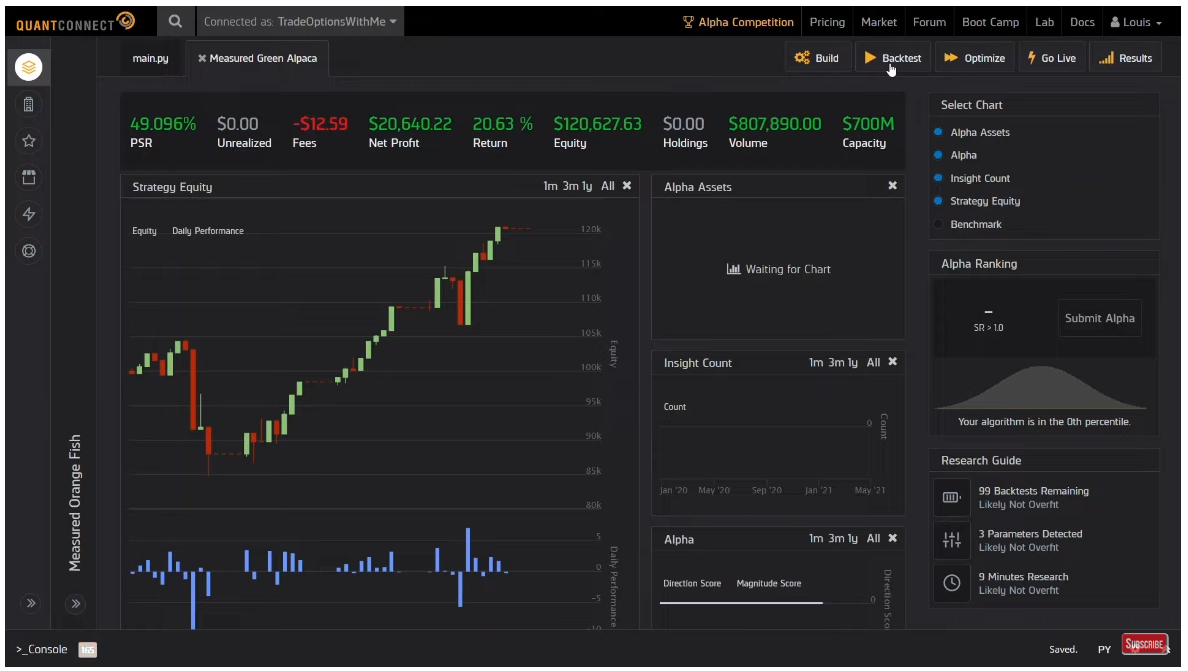 QUANTCONNECT
Connected as: TradeOptionsWithMe
Alpha Competition
Pricing
Market
Forum
Boot Camp
Lab
Docs
Louis
main.py
Measured Green Alpaca
Build
Backtest
Optimize
Go Live
Results
49.096%
PSR
$0.00
Unrealized
-$12.59
Fees
$20,640.22
Net Profit
20.63 %
Return
$120,627.63
Equity
$0.00
Holdings
$807,890.00
Volume
$700M
Capacity
Strategy Equity
1m 3m 1y All
Equity Daily Performance
120k
115k
110k
105k
100k
95k
90k
85k
80k
Equity
5
0
-5
-10
Daily Performance
Alpha Assets
Waiting for Chart
Insight Count
1m 3m 1y All
Count
0
Count
Jan '20 May '20 Sep '20 Jan '21 May '21
Alpha
1m 3m 1y All
Direction Score Magnitude Score
0
Direction Sco
Select Chart
Alpha Assets
Alpha
Insight Count
Strategy Equity
Benchmark
Alpha Ranking
–
SR > 1.0
Submit Alpha
Your algorithm is in the 0th percentile.
Research Guide
99 Backtests Remaining
Likely Not Overfit
3 Parameters Detected
Likely Not Overfit
9 Minutes Research
Likely Not Overfit
Measured Orange Fish
>_Console
165
Saved.
PY
SUBSCRIBE